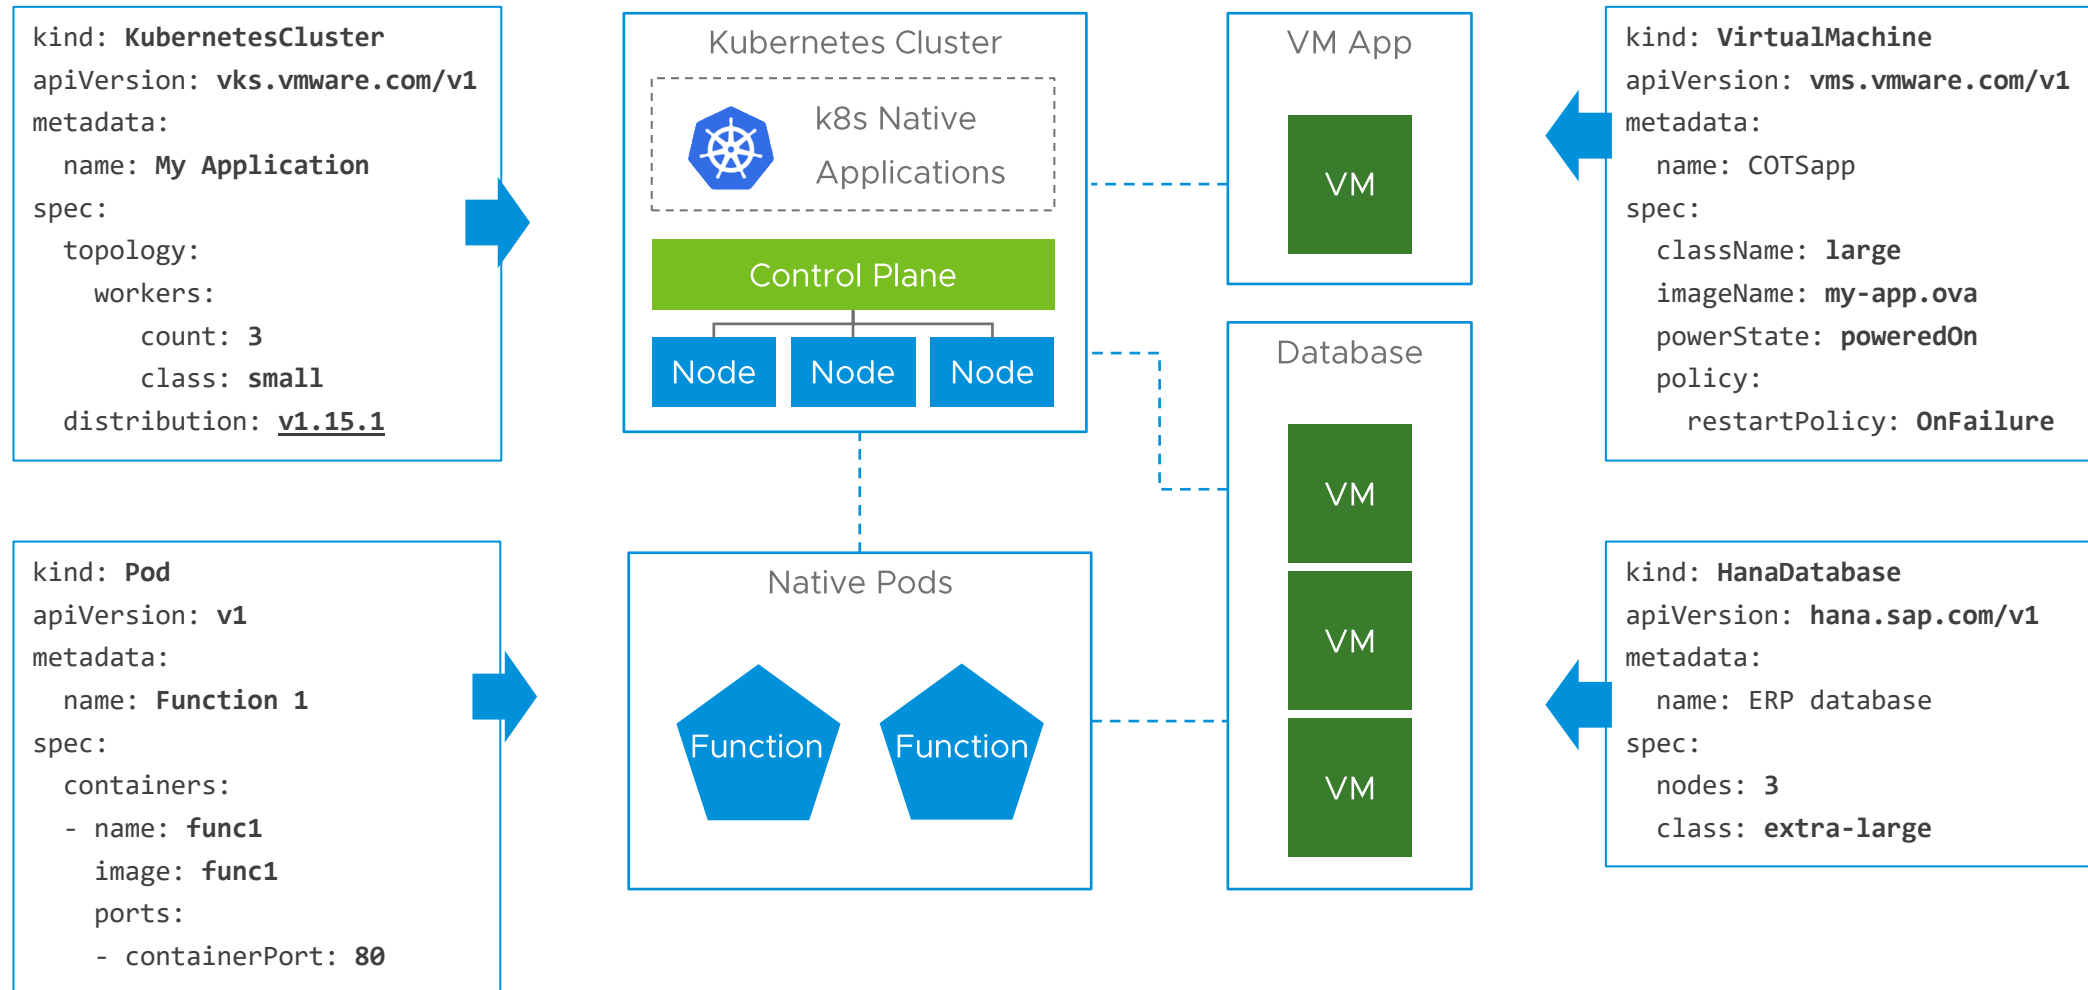 kind: KubernetesCluster
apiVersion: vks.vmware.com/v1
metadata:
  name: My Application
spec:
  topology:
    workers:
       count: 3
       class: small
  distribution: v1.15.1
kind: Pod
apiVersion: v1
metadata:
  name: Function 1
spec:
  containers:
  - name: func1
    image: func1
    ports:
    - containerPort: 80
Kubernetes Cluster
k8s Native
Applications
Control Plane
Node Node Node
Native Pods
Function Function
VM App
VM
Database
VM
VM
VM
kind: VirtualMachine
apiVersion: vms.vmware.com/v1
metadata:
  name: COTSapp
spec:
  className: large
  imageName: my-app.ova
  powerState: poweredOn
  policy:
    restartPolicy: OnFailure
kind: HanaDatabase
apiVersion: hana.sap.com/v1
metadata:
  name: ERP database
spec:
  nodes: 3
  class: extra-large